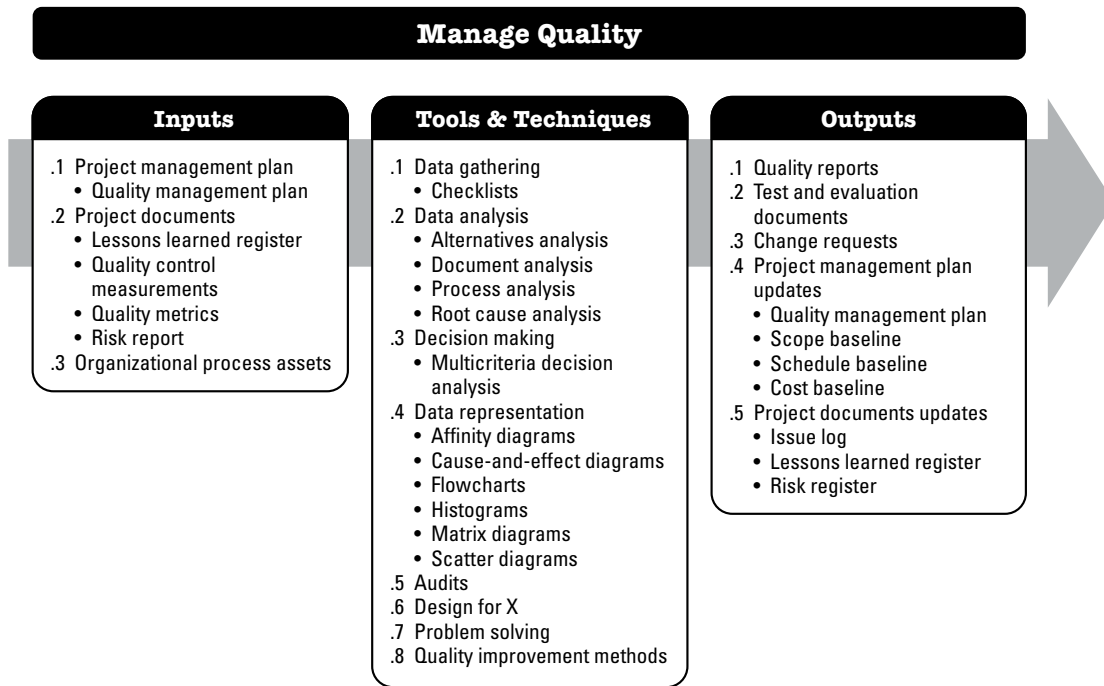 Manage Quality
Inputs
.1 Project management plan
• Quality management plan
.2 Project documents
• Lessons learned register
• Quality control
measurements
• Quality metrics
• Risk report
.3 Organizational process assets
Tools & Techniques
.1 Data gathering
• Checklists
.2 Data analysis
• Alternatives analysis
• Document analysis
• Process analysis
• Root cause analysis
.3 Decision making
• Multicriteria decision
analysis
.4 Data representation
• Affinity diagrams
• Cause-and-effect diagrams
• Flowcharts
• Histograms
• Matrix diagrams
• Scatter diagrams
.5 Audits
.6 Design for X
.7 Problem solving
.8 Quality improvement methods
Outputs
.1 Quality reports
.2 Test and evaluation
documents
.3 Change requests
.4 Project management plan
updates
• Quality management plan
• Scope baseline
• Schedule baseline
• Cost baseline
.5 Project documents updates
• Issue log
• Lessons learned register
• Risk register